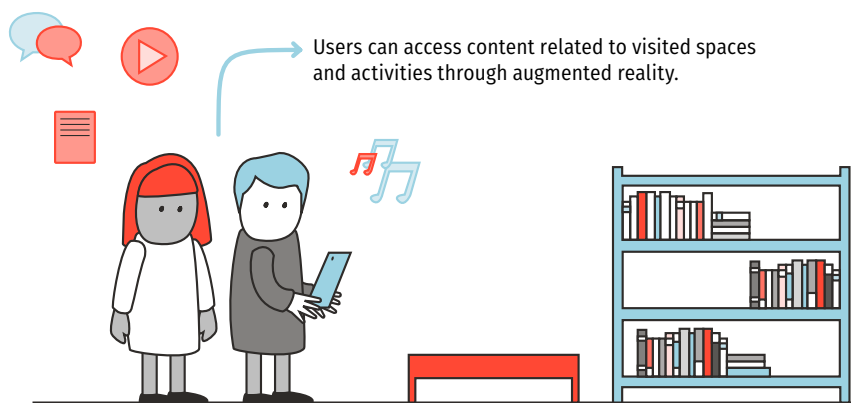 Users can access content related to visited spaces
and activities through augmented reality.